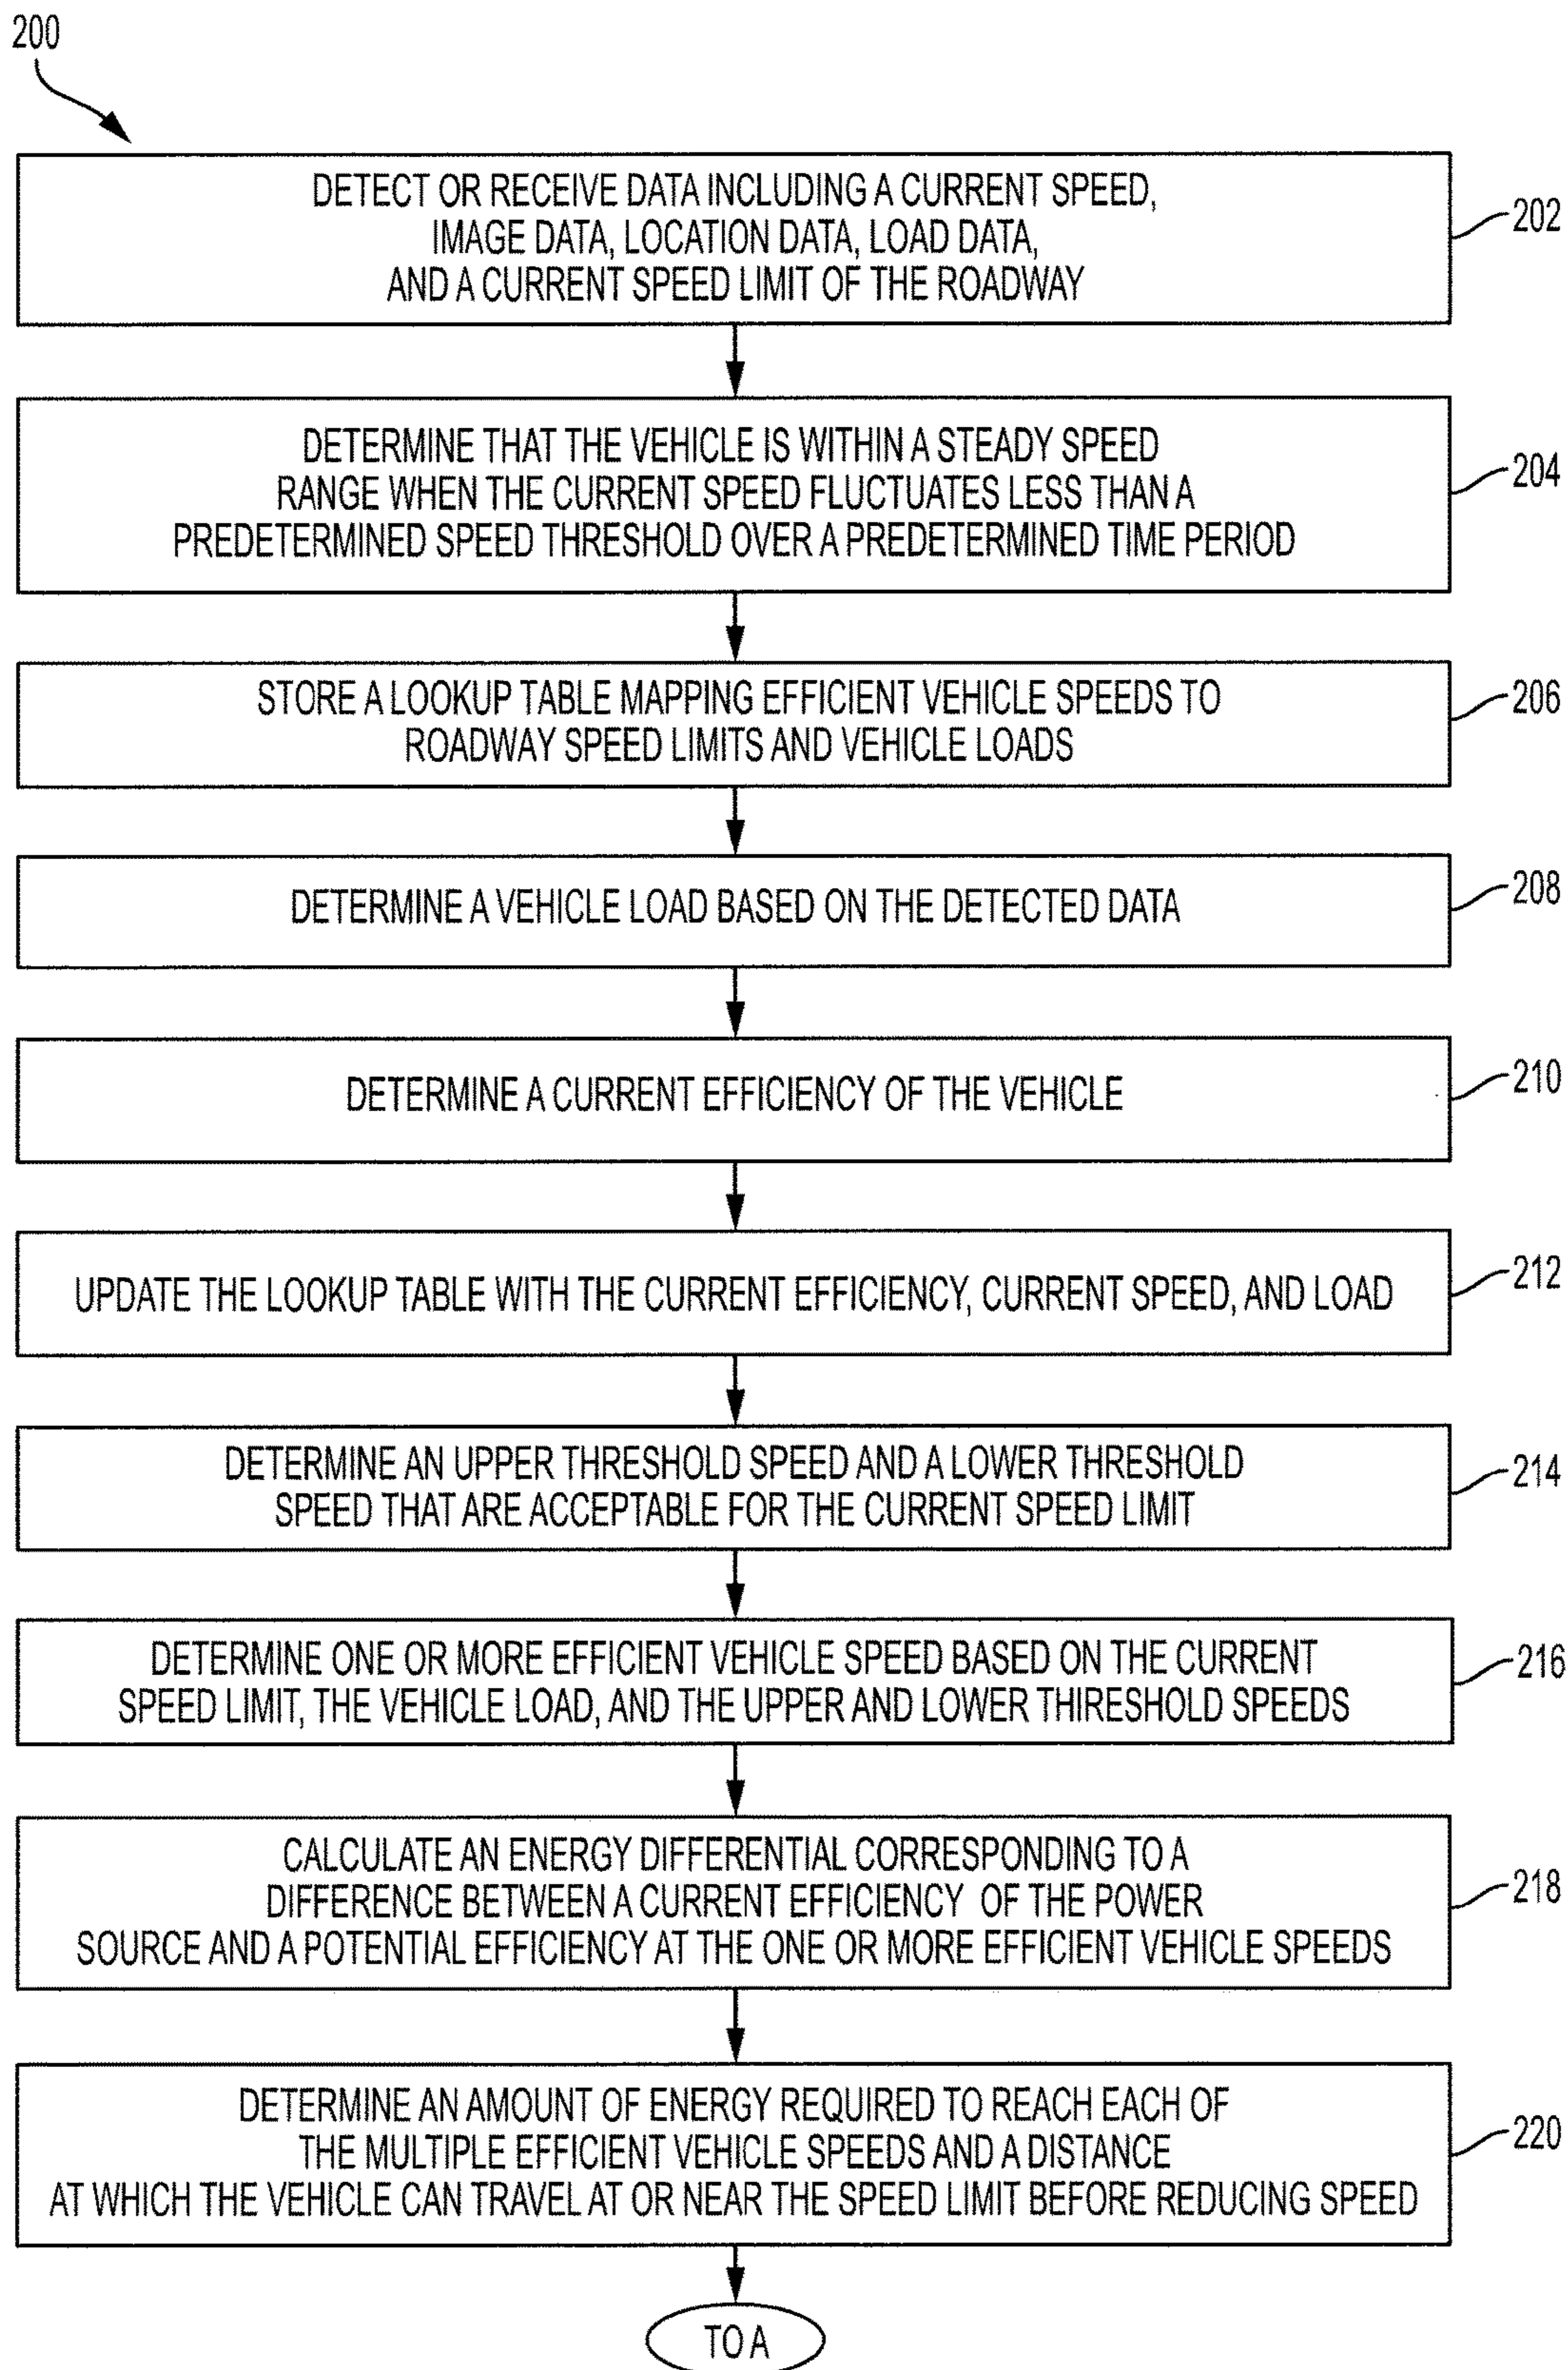 200
DETECT OR RECEIVE DATA INCLUDING A CURRENT SPEED,
IMAGE DATA, LOCATION DATA, LOAD DATA,
AND A CURRENT SPEED LIMIT OF THE ROADWAY
202
DETERMINE THAT THE VEHICLE IS WITHIN A STEADY SPEED
RANGE WHEN THE CURRENT SPEED FLUCTUATES LESS THAN A
PREDETERMINED SPEED THRESHOLD OVER A PREDETERMINED TIME PERIOD
204
STORE A LOOKUP TABLE MAPPING EFFICIENT VEHICLE SPEEDS TO
ROADWAY SPEED LIMITS AND VEHICLE LOADS
206
DETERMINE A VEHICLE LOAD BASED ON THE DETECTED DATA
208
DETERMINE A CURRENT EFFICIENCY OF THE VEHICLE
210
UPDATE THE LOOKUP TABLE WITH THE CURRENT EFFICIENCY, CURRENT SPEED, AND LOAD
212
DETERMINE AN UPPER THRESHOLD SPEED AND A LOWER THRESHOLD
SPEED THAT ARE ACCEPTABLE FOR THE CURRENT SPEED LIMIT
214
DETERMINE ONE OR MORE EFFICIENT VEHICLE SPEED BASED ON THE CURRENT
SPEED LIMIT, THE VEHICLE LOAD, AND THE UPPER AND LOWER THIRESHOLD SPEEDS
216
CALCULATE AN ENERGY DIFFERENTIAL CORRESPONDING TO A
DIFFERENCE BETWEEN A CURRENT EFFICIENCY OF THE POWER
SOURCE AND A POTENTIAL EFFICIENCY AT THE ONE OR MORE EFFICIENT VEHICLE SPEEDS
218
DETERMINE AN AMOUNT OF ENERGY REQUIRED TO REACH EACH OF
THE MULTIPLE EFFICIENT VEHICLE SPEEDS AND A DISTANCE
AT WHICH THE VEHICLE CAN TRAVEL AT OR NEAR THE SPEED LIMIT BEFORE REDUCING SPEED
220
TO A